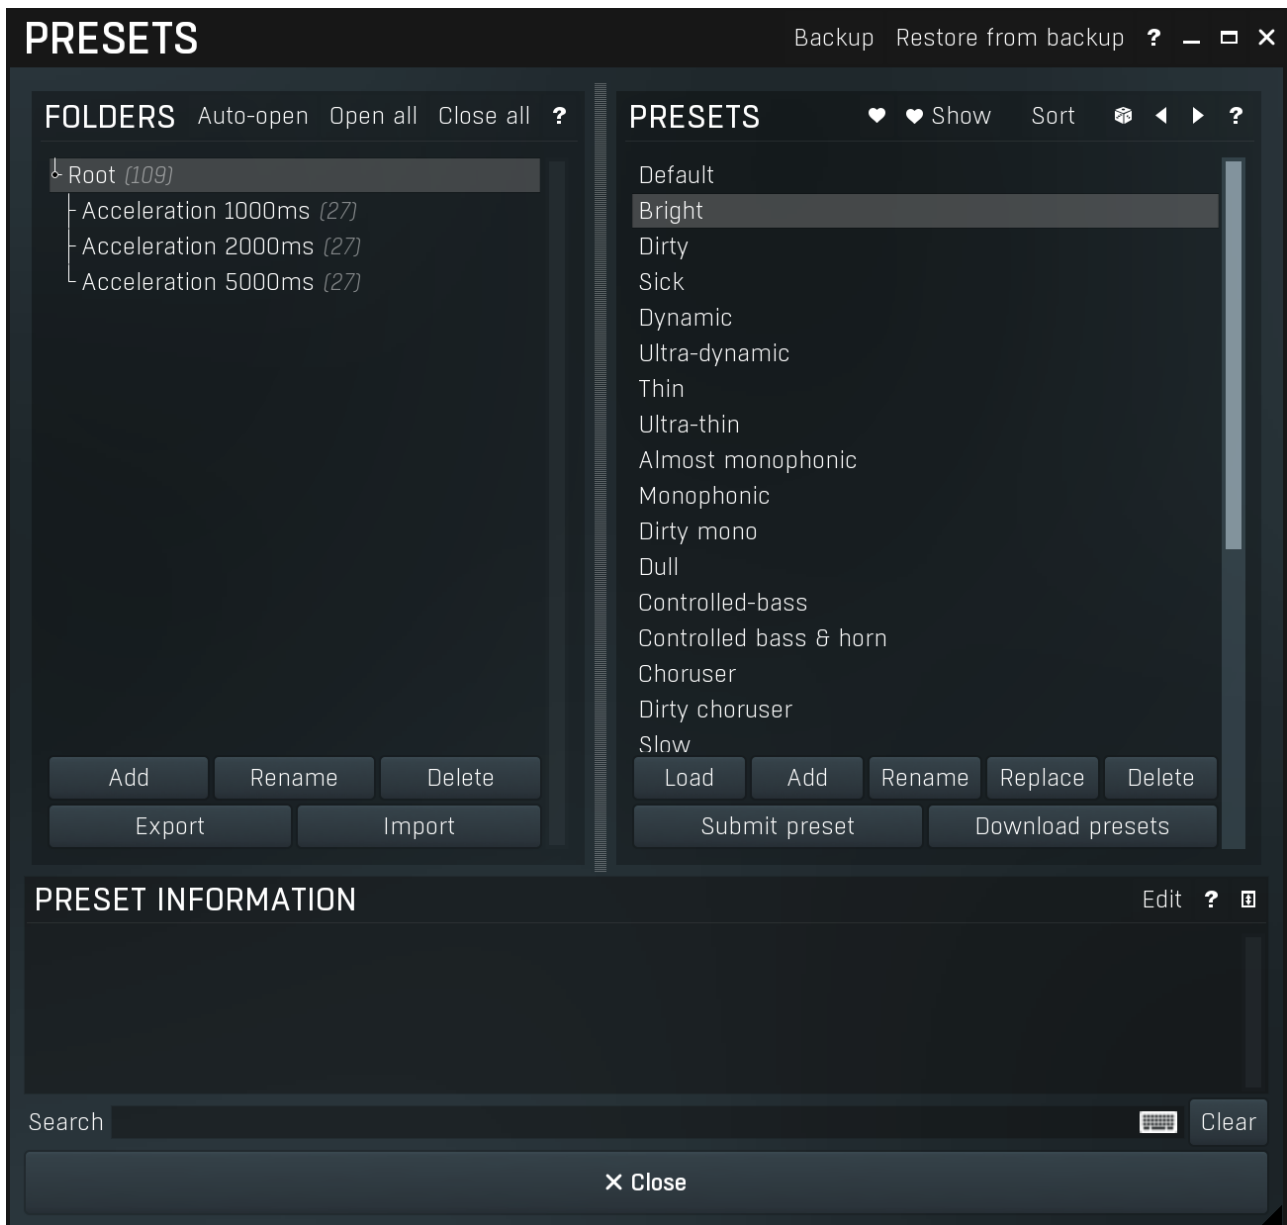 PRESETS Backup Restore from backup ?
FOLDERS Auto-open Open all Close all ?
Root (109)
Acceleration 1000ms (27)
Acceleration 2000ms (27)
Acceleration 5000ms (27)
Add Rename Delete
Export Import
PRESETS Show Sort ?
Default
Bright
Dirty
Sick
Dynamic
Ultra-dynamic
Thin
Ultra-thin
Almost monophonic
Monophonic
Dirty mono
Dull
Controlled-bass
Controlled bass & horn
Choruser
Dirty choruser
Slow
Load Add Rename Replace Delete
Submit preset Download presets
PRESET INFORMATION Edit ?
Search Clear
Close